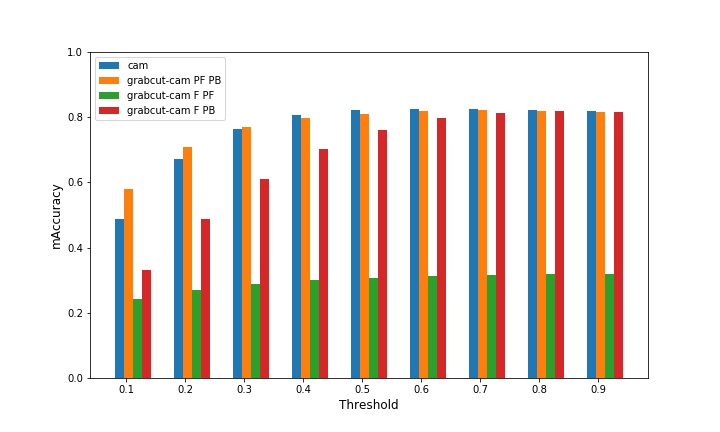 cam
grabcut-cam PF PB
grabcut-cam F PF
grabcut-cam F PB
mAccuracy
1.0
0.8
0.6
0.4
0.2
0.0
0.1 0.2 0.3 0.4 0.5 0.6 0.7 0.8 0.9
Threshold